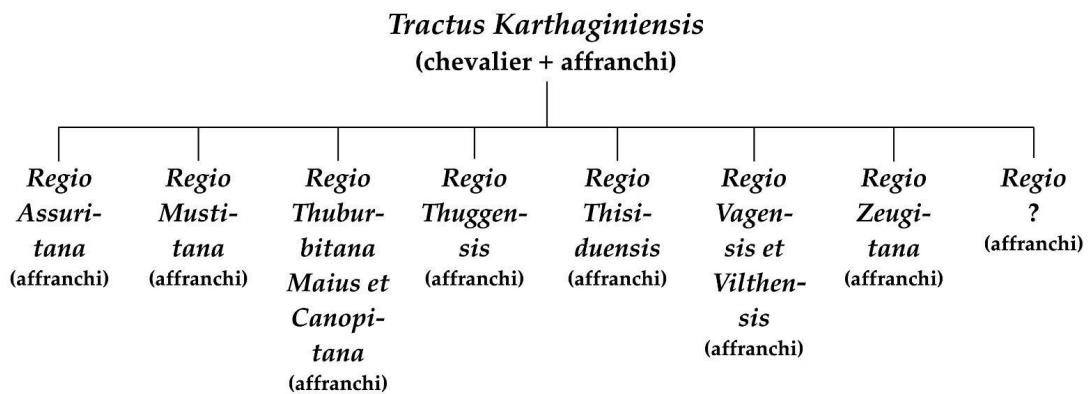 Tractus Karthaginiensis
(chevalier + affranchi)
Regio
Assuri-
tana
(affranchi)
Regio
Musti-
tana
(affranchi)
Regio
Thubur-
bitana
Maius et
Canopi-
tana
(affranchi)
Regio
Thuggen-
sis
(affranchi)
Regio
Thisi-
duensis
(affranchi)
Regio
Vagen-
sis et
Vilthen-
sis
(affranchi)
Regio
Zeugi-
tana
(affranchi)
Regio
?
(affranchi)